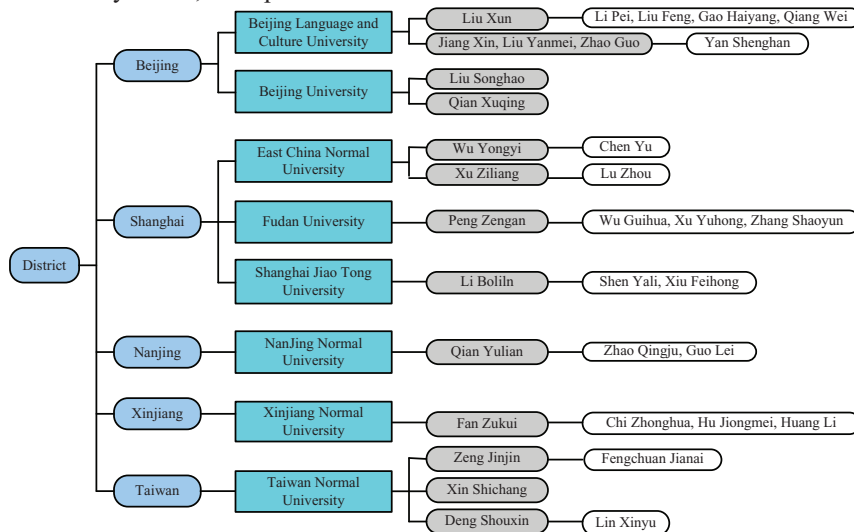 Liu Xun
Li Pei, Liu Feng, Gao Haiyang, Qiang Wei
Beijing Language and
Culture University
Jiang Xin, Liu Yanmei, Zhao Guo
Yan Shenghan
Beijing
Liu Songhao
Beijing University
Qian Xuqing
East China Normal
University
Wu Yongyi
Chen Yu
Xu Ziliang
Lu Zhou
Shanghai
Fudan University
Peng Zengan
Wu Guihua, Xu Yuhong, Zhang Shaoyun
District
Shanghai Jiao Tong
University
Li Boliln
Shen Yali, Xiu Feihong
Nanjing
NanJing Normal
University
Qian Yulian
Zhao Qingju, Guo Lei
Xinjiang
Xinjiang Normal
University
Fan Zukui
Chi Zhonghua, Hu Jiongmei, Huang Li
Zeng Jinjin
Fengchuan Jianai
Taiwan
Taiwan Normal
University
Xin Shichang
Deng Shouxin
Lin Xinyu